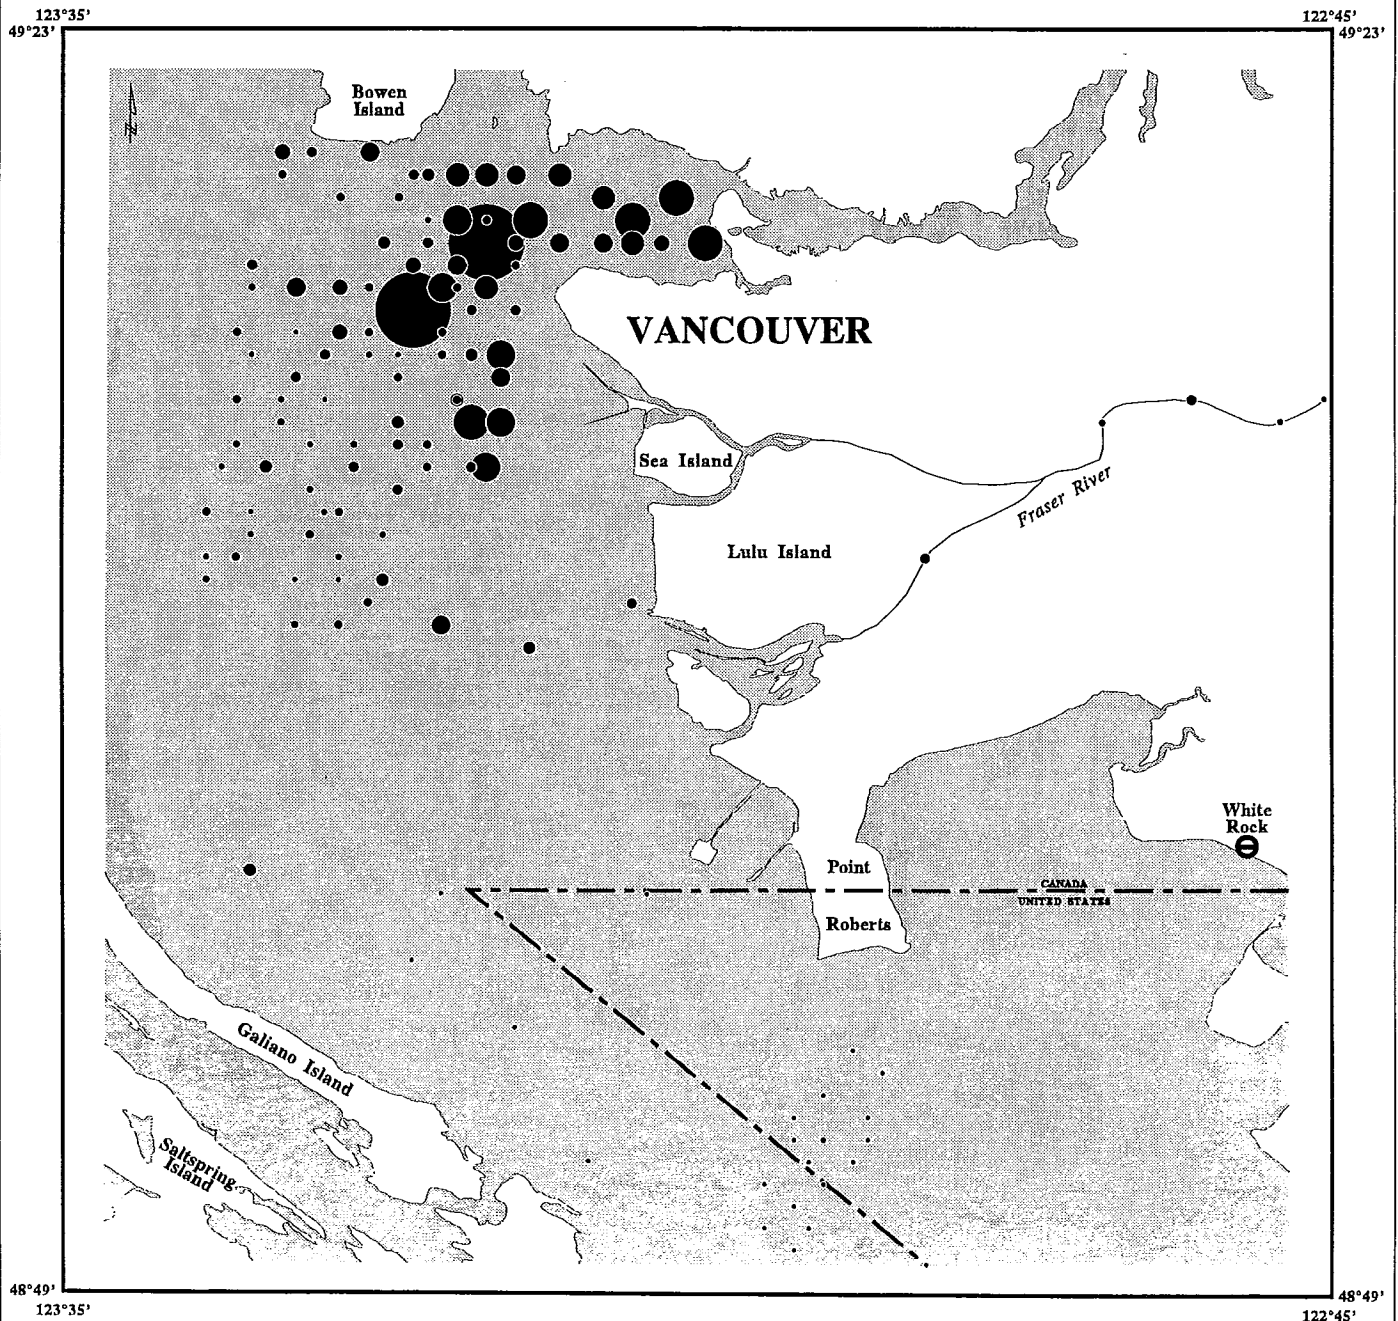 123°35'
122°45'
49°23'
49°23'
Bowen
Island
VANCOUVER
Sea Island
Fraser River
Lulu Island
White
Rock
Point
CANADA
UNITED STATES
Roberts
Galiano Island
Saltspring
Island
48°49'
48°49'
123°35'
122°45'